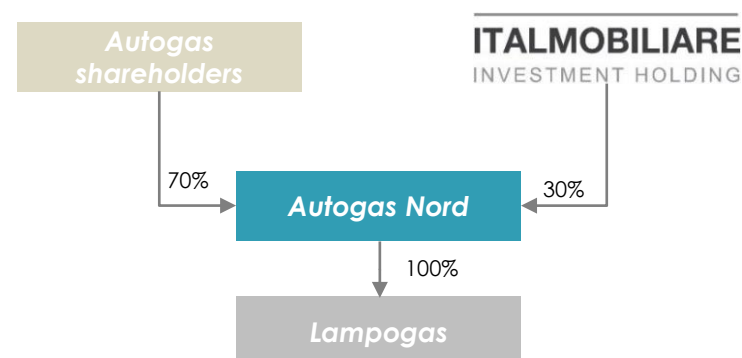 Autogas
shareholders
ITALMOBILIARE
INVESTMENT HOLDING
70%
30%
Autogas Nord
100%
Lampogas